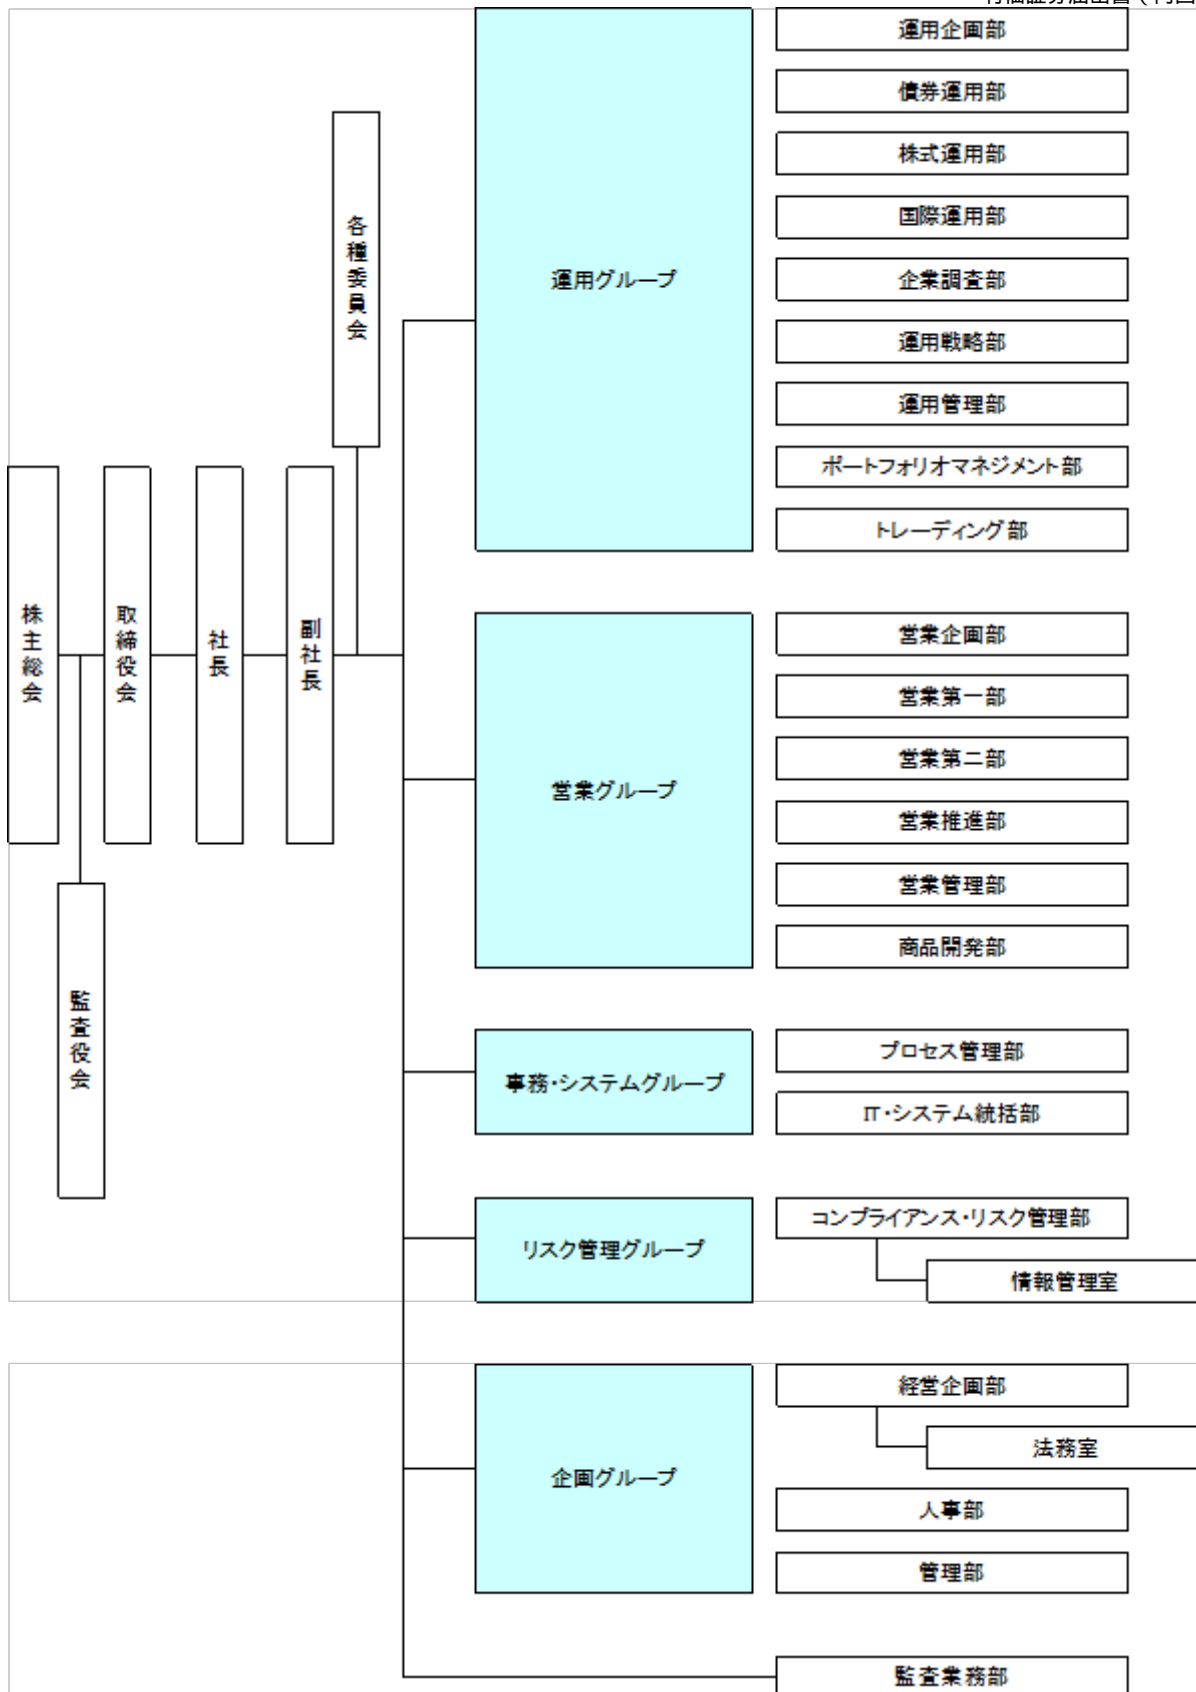 運用企画部
債券運用部
株式運用部
国際運用部
企業調査部
運用戦略部
運用管理部
ポートフォリオマネジメント部
トレーディング部
運用グループ
各種委員会
株主総会
取締役会
社長
副社長
監査役会
営業グループ
営業企画部
営業第一部
営業第二部
営業推進部
営業管理部
商品開発部
事務・システムグループ
プロセス管理部
IT・システム統括部
リスク管理グループ
コンプライアンス・リスク管理部
情報管理室
企画グループ
経営企画部
法務室
人事部
管理部
監査業務部